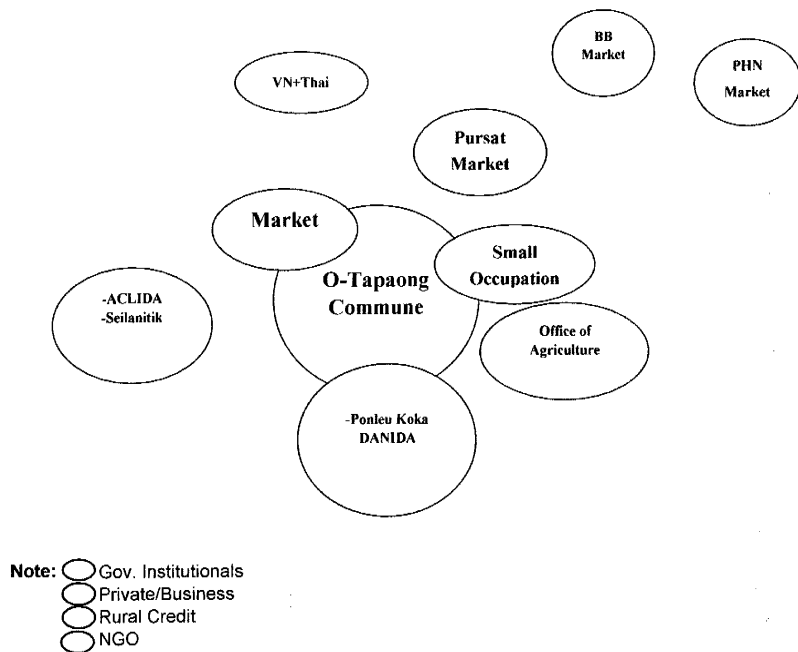 BB
Market
PHN
Market
VN+Thai
Pursat
Market
Market
Small
Occupation
O-Tapaong
Commune
-ACLIDA
-Seilanitik
Office of
Agriculture
-Ponleu Koka
DANIDA
Note: Gov. Institutionals
Private/Business
Rural Credit
NGO